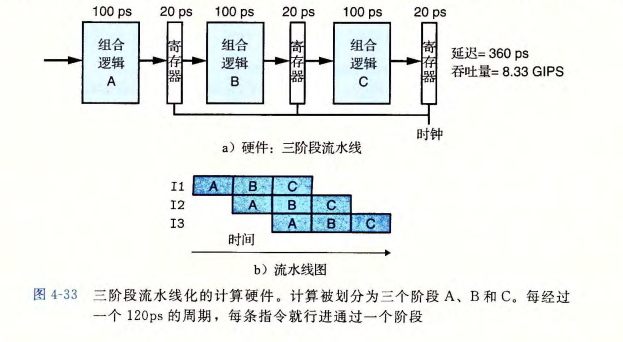 100 ps 20 ps 100 ps 20 ps 100 ps 20 ps
组合逻辑 A
寄存器
组合逻辑 B
寄存器
组合逻辑 C
寄存器
延迟= 360 ps
吞吐量= 8.33 GIPS
时钟
a）硬件：三阶段流水线
I1 A B C
I2 A B C
I3 A B C
时间
b）流水线图
图 4-33 三阶段流水线化的计算硬件。计算被划分为三个阶段 A、B 和 C。每经过
一个 120ps 的周期，每条指令就行进通过一个阶段